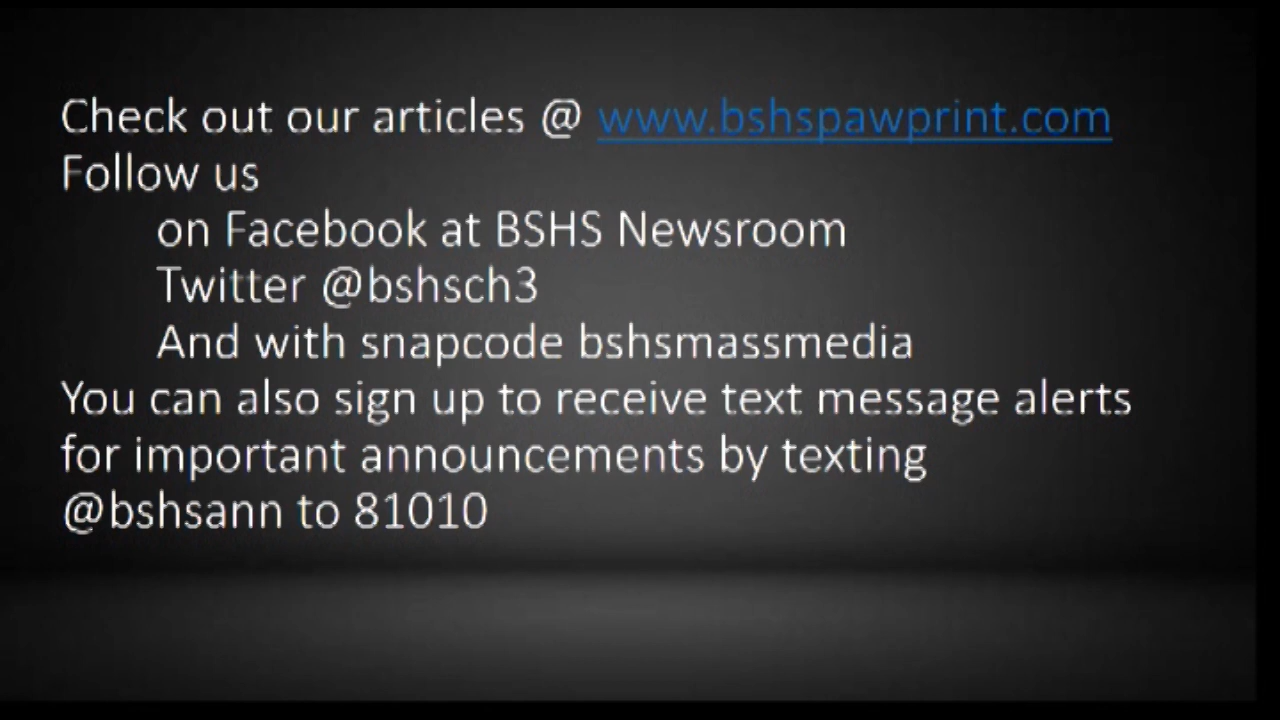 Check out our articles @ www.bshspawprint.com
Follow us
on Facebook at BSHS Newsroom
Twitter @bshsch3
And with snapcode bshsmassmedia
You can also sign up to receive text message alerts
for important announcements by texting
@bshsann to 81010